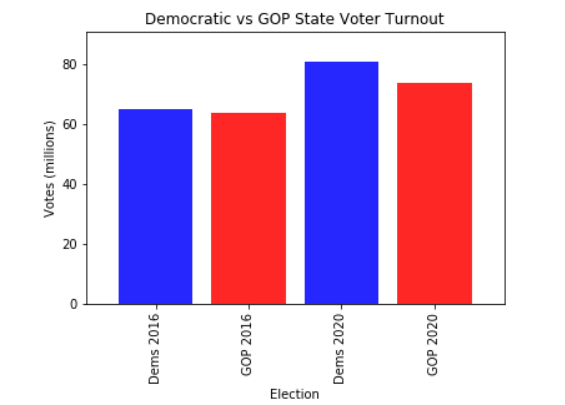 Democratic vs GOP State Voter Turnout
Votes (millions)
80
60
40
20
0
Dems 2016
GOP 2016
Dems 2020
GOP 2020
Election